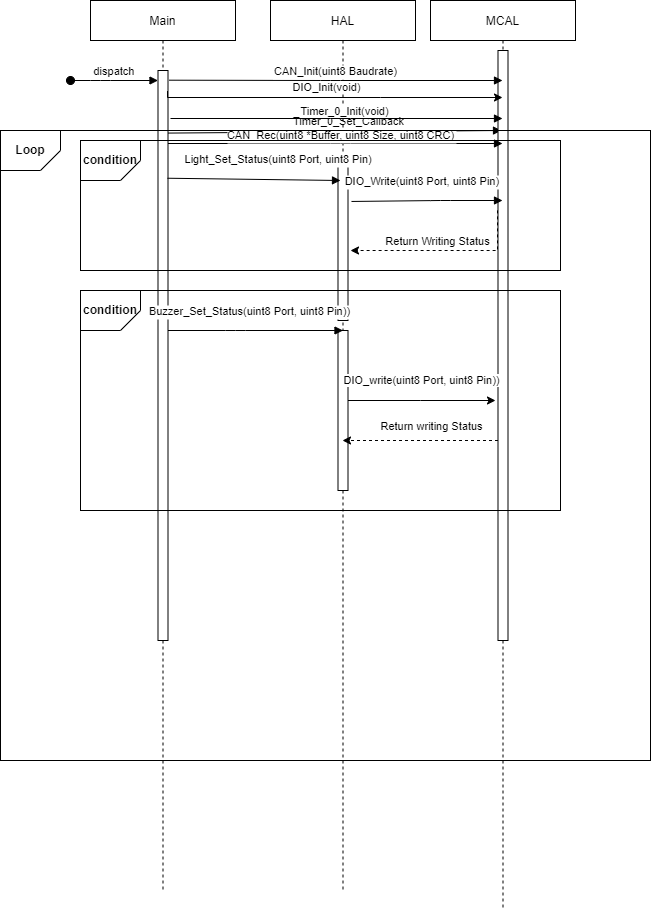 Main
HAL
MCAL
dispatch
CAN_Init(uint8 Baudrate)
DIO_Init(void)
Timer_0_Init(void)
Timer_0_Set_Callback
CAN_Rec(uint8 *Buffer, uint8 Size, uint8 CRC)
Loop
condition
Light_Set_Status(uint8 Port, uint8 Pin)
DIO_Write(uint8 Port, uint8 Pin)
Return Writing Status
condition
Buzzer_Set_Status(uint8 Port, uint8 Pin))
DIO_write(uint8 Port, uint8 Pin))
Return writing Status